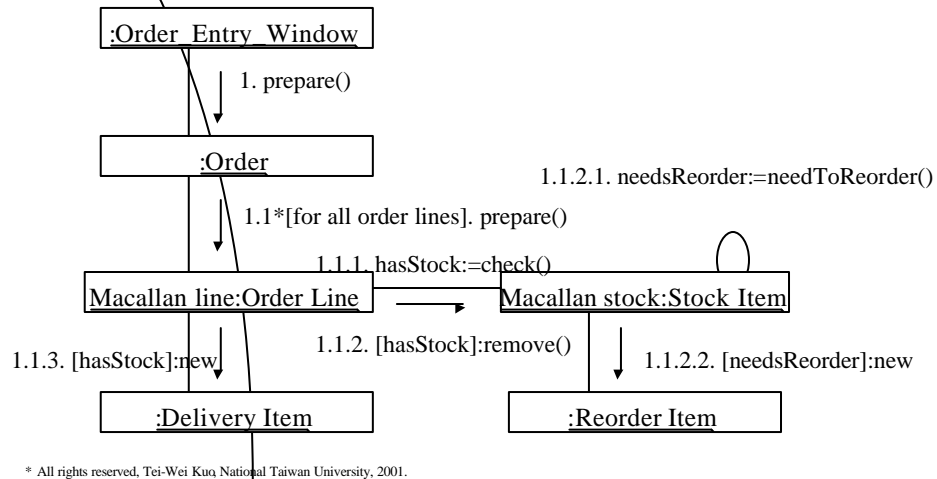 :Order_Entry_Window
1. prepare()
:Order
1.1.2.1. needsReorder:=needToReorder()
1.1*[for all order lines]. prepare()
1.1.1. hasStock:=check()
Macallan line:Order Line
Macallan stock:Stock Item
1.1.2. [hasStock]:remove()
1.1.3. [hasStock]:new
1.1.2.2. [needsReorder]:new
:Delivery Item
:Reorder Item
* All rights reserved, Tei-Wei Kuo, National Taiwan University, 2001.